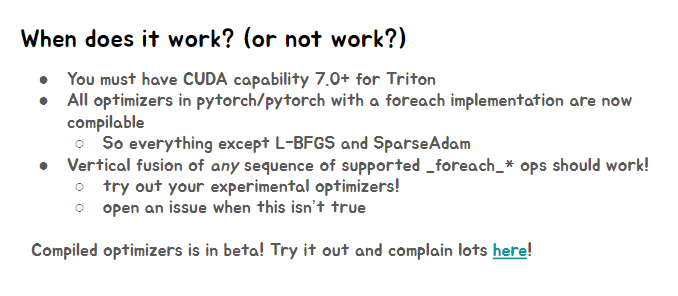 When does it work? (or not work?)
● You must have CUDA capability 7.0+ for Triton
● All optimizers in pytorch/pytorch with a foreach implementation are now
compilable
○ So everything except L-BFGS and SparseAdam
● Vertical fusion of any sequence of supported _foreach_* ops should work!
○ try out your experimental optimizers!
○ open an issue when this isn't true
Compiled optimizers is in beta! Try it out and complain lots here!